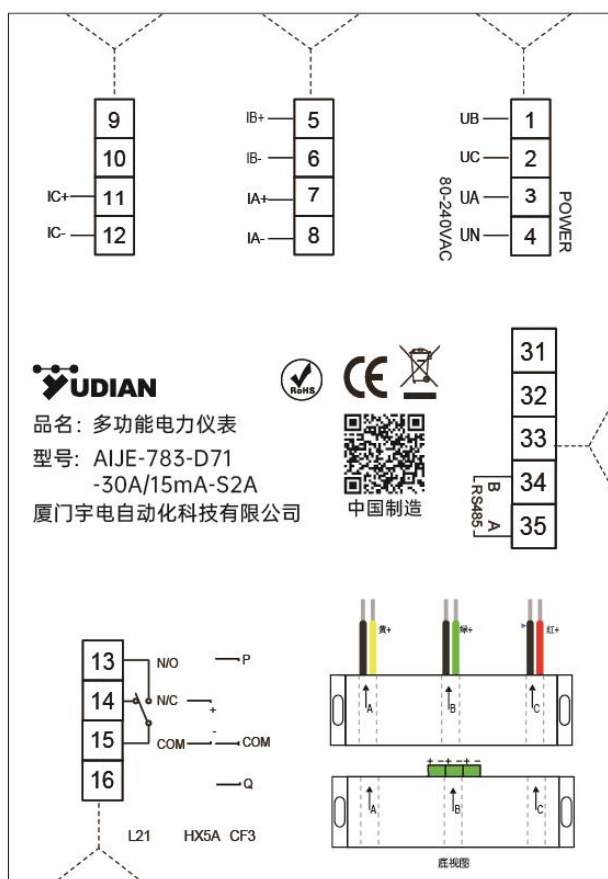 9
10
IC+ 11
IC- 12
IB+ 5
IB- 6
IA+ 7
IA- 8
UB 1
UC 2
UA 3
UN 4
80-240VAC
POWER
YUDIAN
RoHS
CE
品名：多功能电力仪表
型号：AIJE-783-D71
-30A/15mA-S2A
厦门宇电自动化科技有限公司
中国制造
31
32
33
B 34
A 35
RS485
13 N/O P
14 N/C +
15 COM - COM
16 Q
L21 HX5A CF3
黄+ 绿+ 红+
A B C
+ - + - + -
A B C
底视图